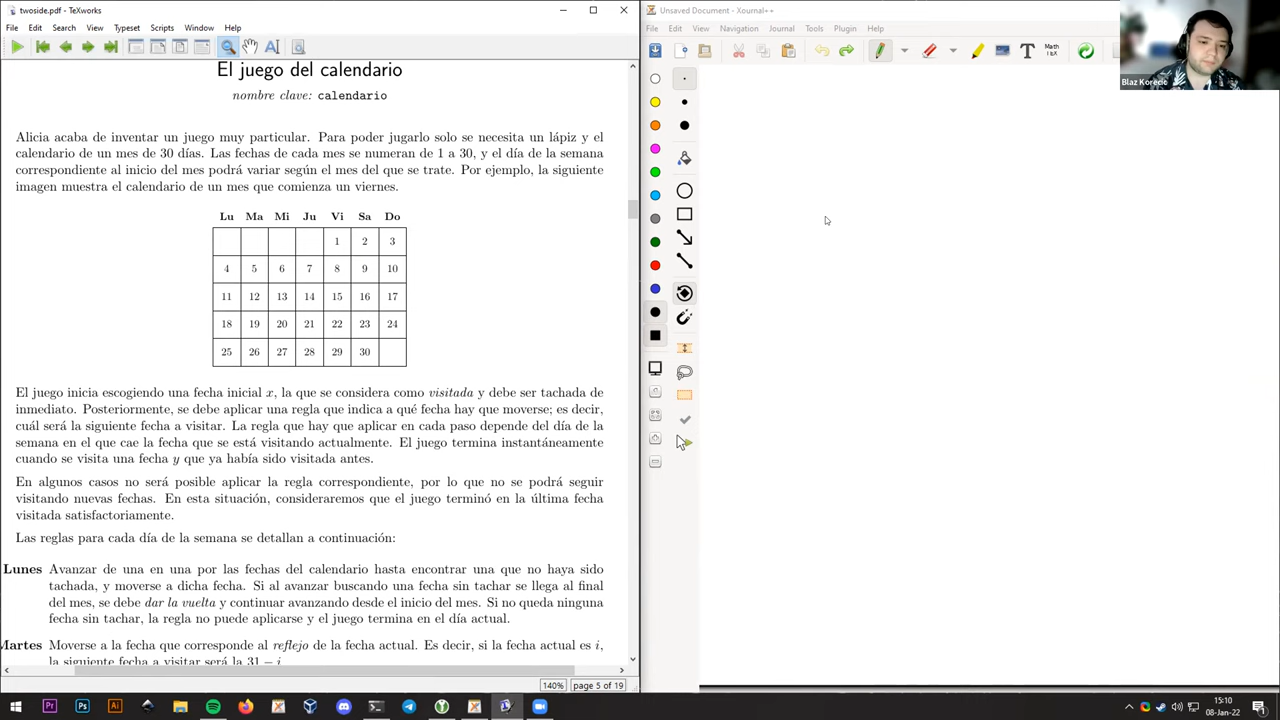 twoside.pdf - TeXworks
File Edit Search View Typeset Scripts Window Help
El juego del calendario
nombre clave: calendario
Alicia acaba de inventar un juego muy particular. Para poder jugarlo solo se necesita un lápiz y el
calendario de un mes de 30 días. Las fechas de cada mes se numeran de 1 a 30, y el día de la semana
correspondiente al inicio del mes podrá variar según el mes del que se trate. Por ejemplo, la siguiente
imagen muestra el calendario de un mes que comienza un viernes.
Lu Ma Mi Ju Vi Sa Do
1 2 3
4 5 6 7 8 9 10
11 12 13 14 15 16 17
18 19 20 21 22 23 24
25 26 27 28 29 30
El juego inicia escogiendo una fecha inicial x, la que se considera como visitada y debe ser tachada de
inmediato. Posteriormente, se debe aplicar una regla que indica a qué fecha hay que moverse; es decir,
cuál será la siguiente fecha a visitar. La regla que hay que aplicar en cada paso depende del día de la
semana en el que cae la fecha que se está visitando actualmente. El juego termina instantáneamente
cuando se visita una fecha y que ya había sido visitada antes.
En algunos casos no será posible aplicar la regla correspondiente, por lo que no se podrá seguir
visitando nuevas fechas. En esta situación, consideraremos que el juego terminó en la última fecha
visitada satisfactoriamente.
Las reglas para cada día de la semana se detallan a continuación:
Lunes Avanzar de una en una por las fechas del calendario hasta encontrar una que no haya sido
tachada, y moverse a dicha fecha. Si al avanzar buscando una fecha sin tachar se llega al final
del mes, se debe dar la vuelta y continuar avanzando desde el inicio del mes. Si no queda ninguna
fecha sin tachar, la regla no puede aplicarse y el juego termina en el día actual.
Martes Moverse a la fecha que corresponde al reflejo de la fecha actual. Es decir, si la fecha actual es i,
la siguiente fecha a visitar será la 31 − i.
140% page 5 of 19
Unsaved Document - Xournal++
File Edit View Navigation Journal Tools Plugin Help
Math
Blaz Korecic
15:10
08-Jan-22